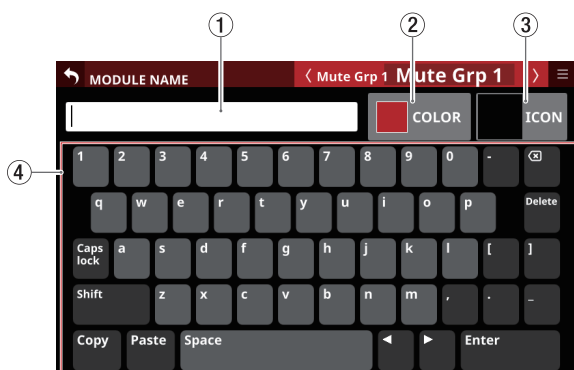 1 2 3
MODULE NAME < Mute Grp 1 Mute Grp 1 > ≡
COLOR ICON
4
1 2 3 4 5 6 7 8 9 0 - ⌫
q w e r t y u i o p Delete
Caps lock a s d f g h j k l [ ]
Shift z x c v b n m , . _
Copy Paste Space ◀ ▶ Enter